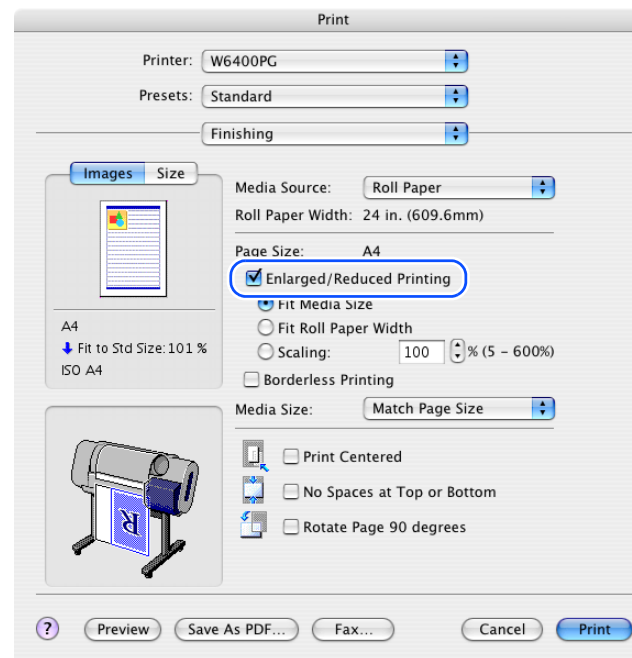 Print
Printer: W6400PG
Presets: Standard
Finishing
Images Size
Media Source: Roll Paper
Roll Paper Width: 24 in. (609.6mm)
Page Size: A4
Enlarged/Reduced Printing
Fit Media Size
Fit Roll Paper Width
Scaling: 100 % (5 – 600%)
Borderless Printing
Media Size: Match Page Size
A4
Fit to Std Size: 101 %
ISO A4
Print Centered
No Spaces at Top or Bottom
Rotate Page 90 degrees
R
? Preview Save As PDF... Fax... Cancel Print